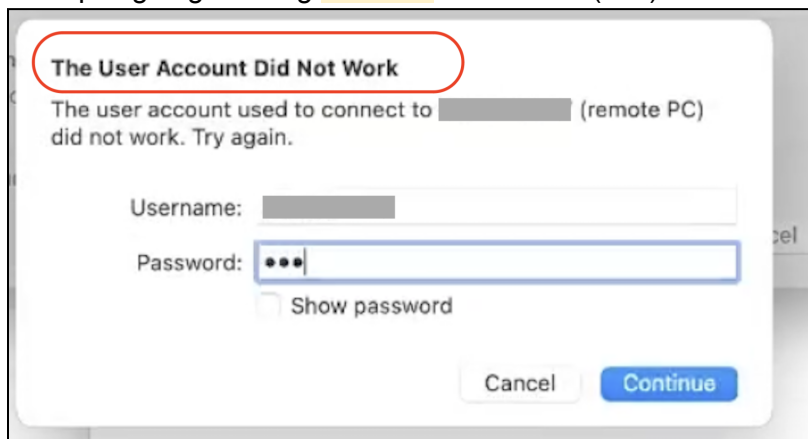 The User Account Did Not Work
The user account used to connect to (remote PC)
did not work. Try again.
Username:
Password: •••
Show password
Cancel Continue